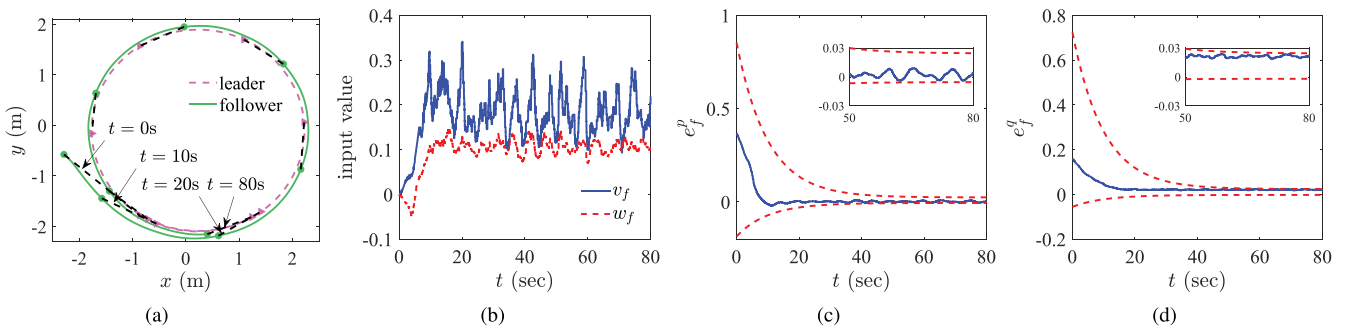 2
1
0
-1
-2
y (m)
-2
-1
0
1
2
x (m)
leader
follower
t = 0s
t = 10s
t = 20s t = 80s
(a)
0.4
0.3
0.2
0.1
0
-0.1
input value
0
20
40
60
80
t (sec)
v_f
w_f
(b)
1
0.5
0
e_f^p
0
20
40
60
80
t (sec)
0.03
0
-0.03
50
80
(c)
0.8
0.6
0.4
0.2
0
-0.2
e_f^q
0
20
40
60
80
t (sec)
0.03
0
-0.03
50
80
(d)